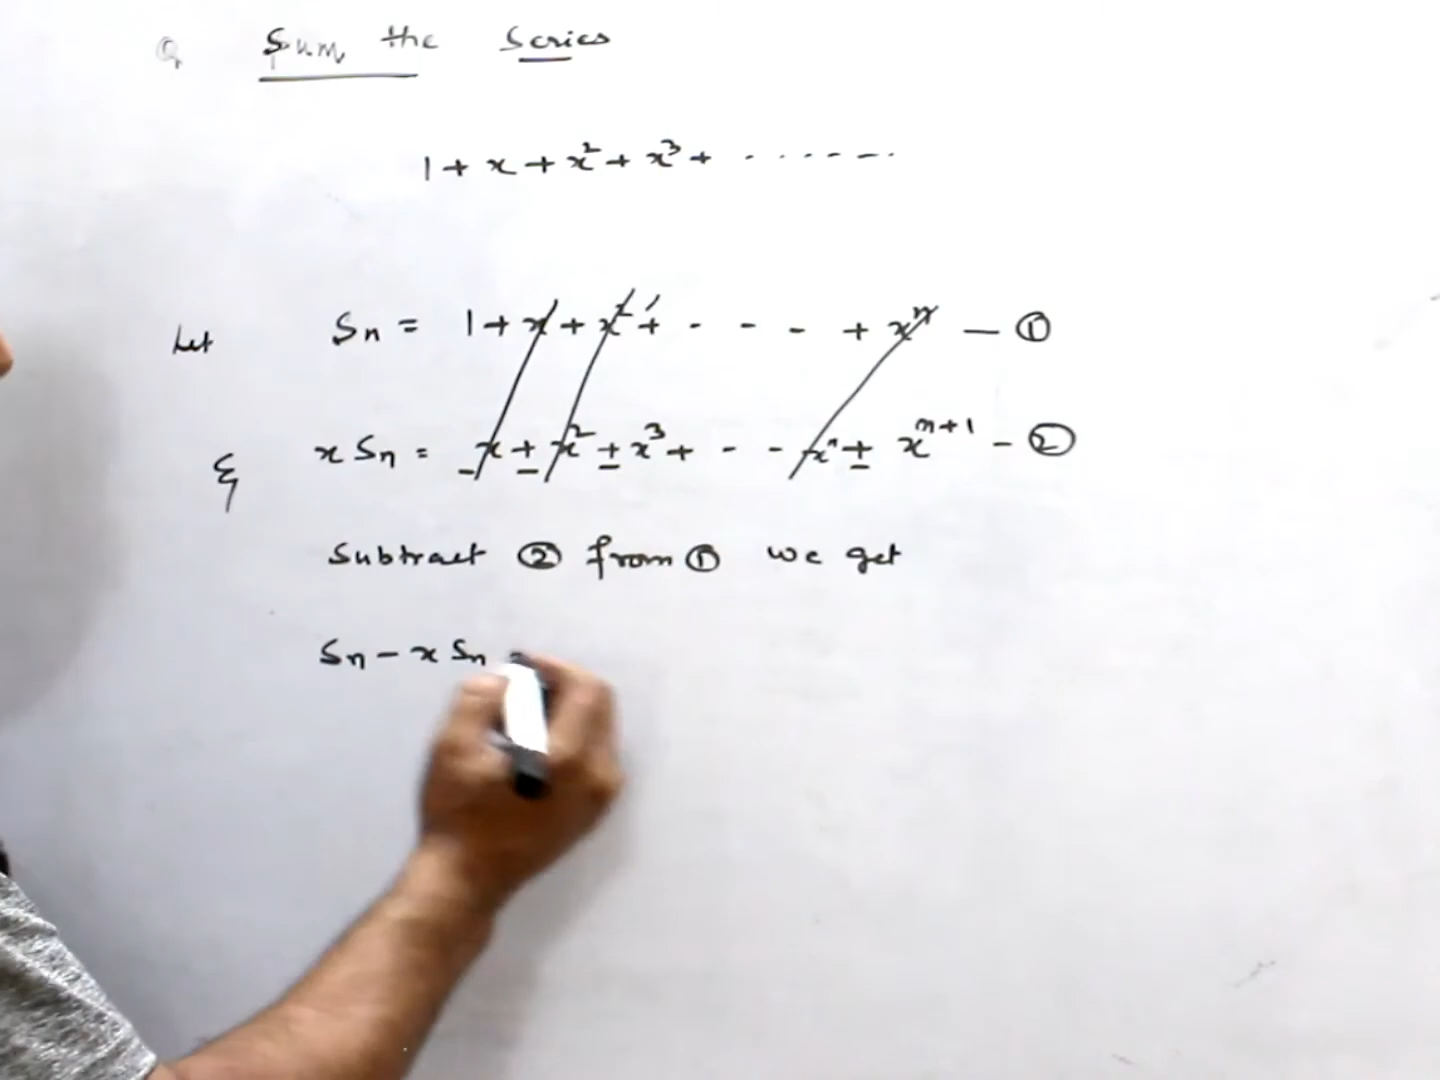 Q Sum the Series
1 + x + x² + x³ + · · · · - - ·
Let Sn = 1 + x + x² + · - - - + xⁿ — ①
& x Sn = x + x² + x³ + - - - xⁿ + xⁿ⁺¹ - ②
Subtract ② from ① we get
Sn - x Sn =